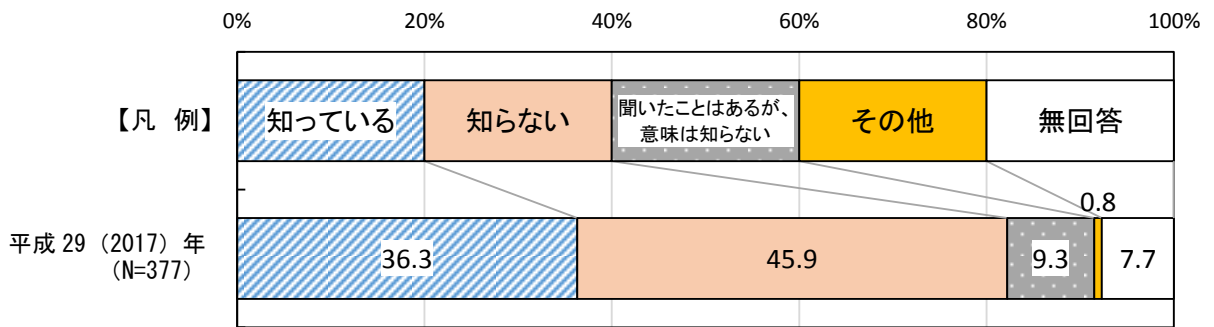 0% 20% 40% 60% 80% 100%
【凡 例】
知っている
知らない
聞いたことはあるが、
意味は知らない
その他
無回答
平成 29（2017）年
（N=377）
36.3
45.9
9.3
0.8
7.7